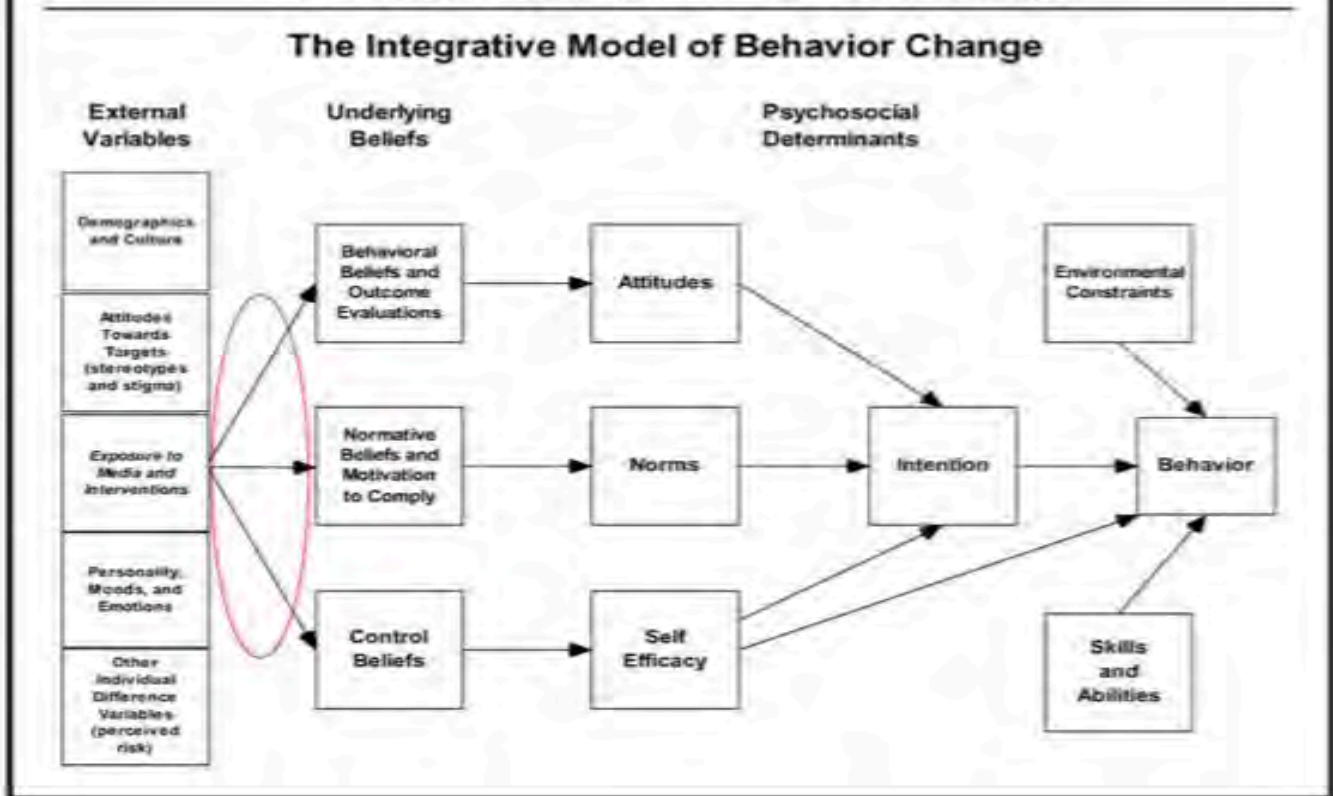 The Integrative Model of Behavior Change
External
Variables
Underlying
Beliefs
Psychosocial
Determinants
Demographics
and Culture
Attitudes
Towards
Targets
(stereotypes
and stigma)
Exposure to
Media and
Interventions
Personality,
Moods, and
Emotions
Other
Individual
Difference
Variables
(perceived
risk)
Behavioral
Beliefs and
Outcome
Evaluations
Normative
Beliefs and
Motivation
to Comply
Control
Beliefs
Attitudes
Norms
Self
Efficacy
Intention
Environmental
Constraints
Behavior
Skills
and
Abilities